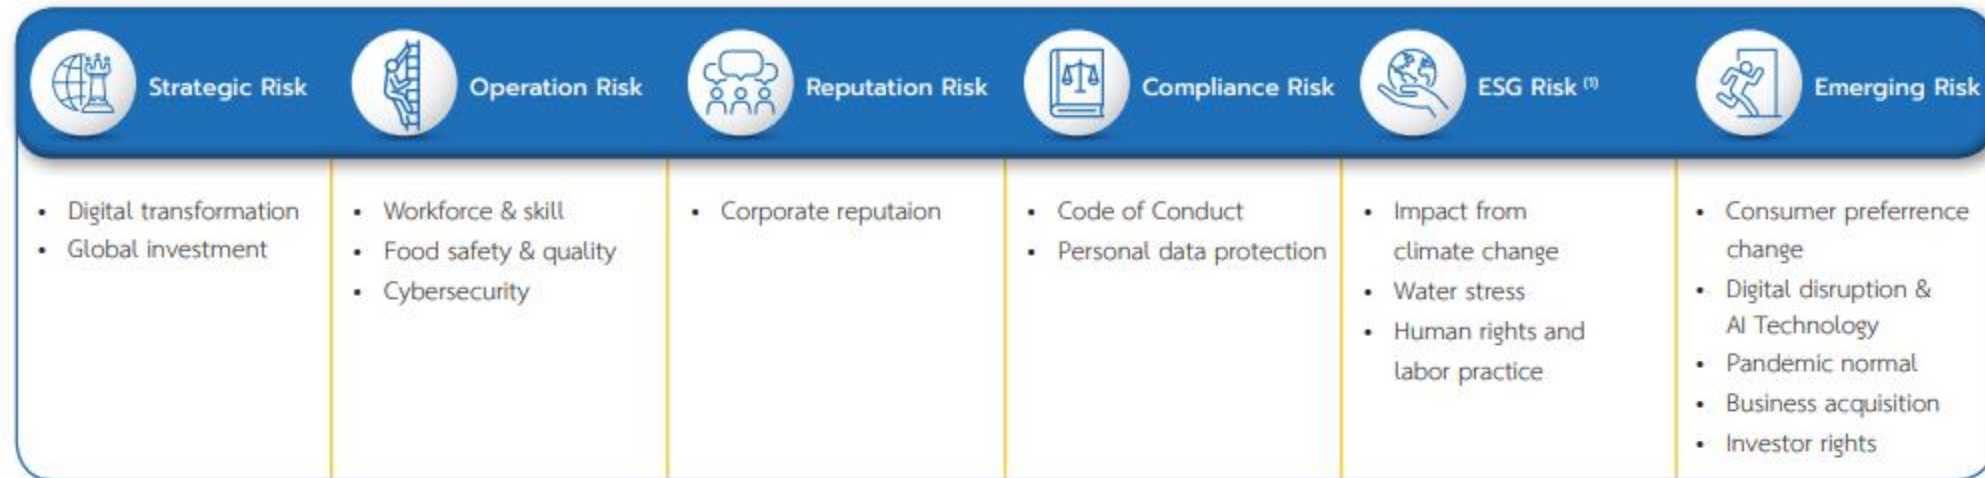 Strategic Risk
Operation Risk
Reputation Risk
Compliance Risk
ESG Risk (1)
Emerging Risk
• Digital transformation
• Global investment
• Workforce & skill
• Food safety & quality
• Cybersecurity
• Corporate reputaion
• Code of Conduct
• Personal data protection
• Impact from
climate change
• Water stress
• Human rights and
labor practice
• Consumer preferrence
change
• Digital disruption &
AI Technology
• Pandemic normal
• Business acquisition
• Investor rights